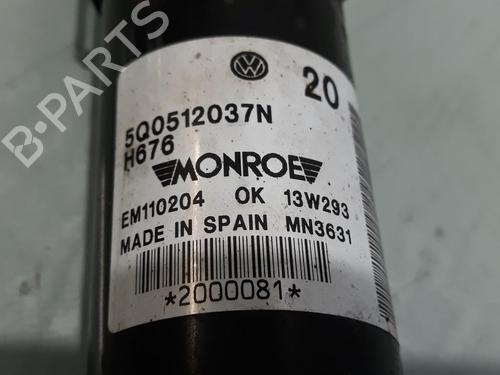 20
5Q0512037N
H676
MONROE
EM110204 OK 13W293
MADE IN SPAIN MN3631
*2000081*
B-PARTS